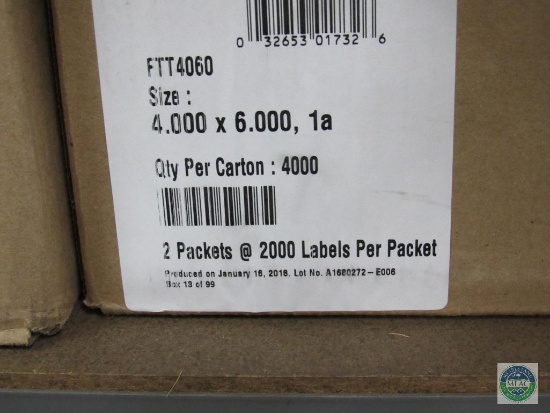 0 32653 01732 6
FTT4060
Size :
4.000 x 6.000, 1a
Qty Per Carton : 4000
2 Packets @ 2000 Labels Per Packet
Produced on January 16, 2018. Lot No. A1680272-E006
Box 13 of 99